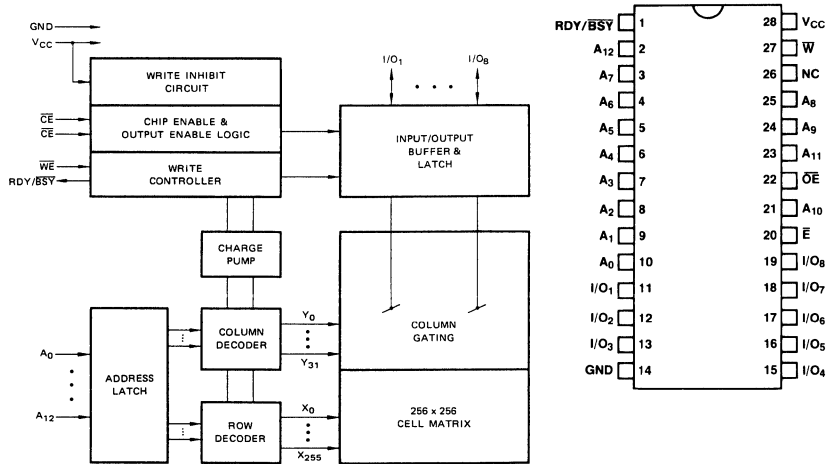 GND
VCC
WRITE INHIBIT
CIRCUIT
CHIP ENABLE &
OUTPUT ENABLE LOGIC
WRITE
CONTROLLER
CE
CE
WE
RDY/BSY
I/O1 • • • I/O8
INPUT/OUTPUT
BUFFER &
LATCH
CHARGE
PUMP
COLUMN
DECODER
Y0
Y31
COLUMN
GATING
A0
A12
ADDRESS
LATCH
ROW
DECODER
X0
X255
256 x 256
CELL MATRIX
RDY/BSY 1 28 VCC
A12 2 27 W
A7 3 26 NC
A6 4 25 A8
A5 5 24 A9
A4 6 23 A11
A3 7 22 OE
A2 8 21 A10
A1 9 20 E
A0 10 19 I/O8
I/O1 11 18 I/O7
I/O2 12 17 I/O6
I/O3 13 16 I/O5
GND 14 15 I/O4